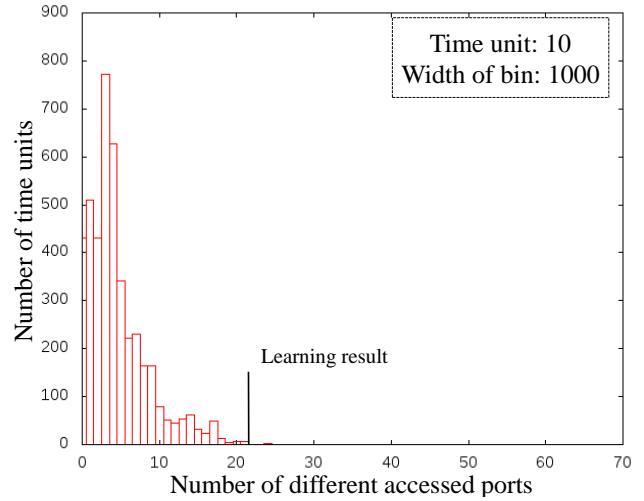 900
800
700
600
500
400
300
200
100
0
Number of time units
Time unit: 10
Width of bin: 1000
Learning result
0 10 20 30 40 50 60 70
Number of different accessed ports